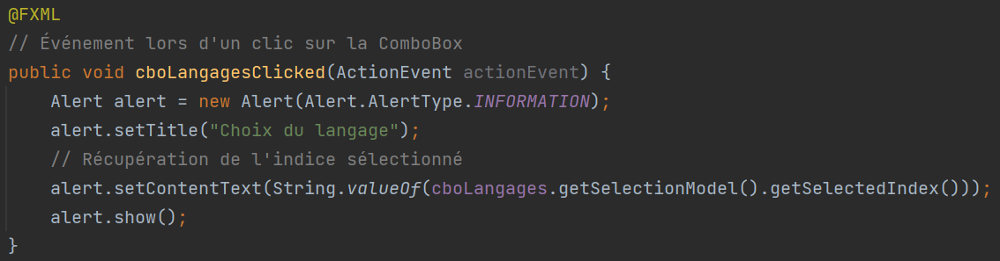 @FXML
// Événement lors d'un clic sur la ComboBox
public void cboLangagesClicked(ActionEvent actionEvent) {
    Alert alert = new Alert(Alert.AlertType.INFORMATION);
    alert.setTitle("Choix du langage");
    // Récupération de l'indice sélectionné
    alert.setContentText(String.valueOf(cboLangages.getSelectionModel().getSelectedIndex()));
    alert.show();
}